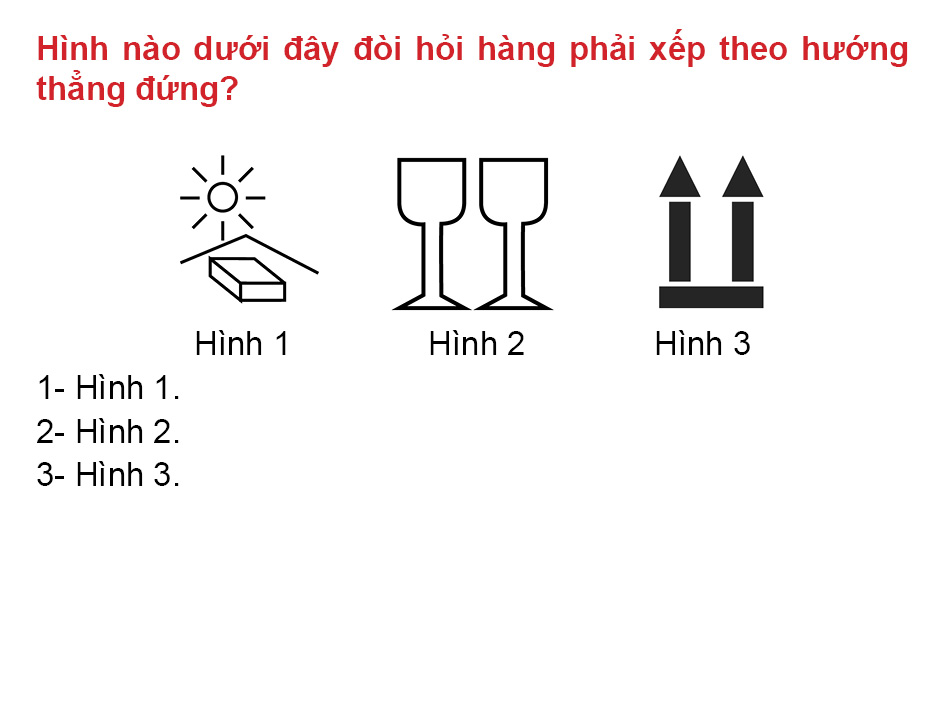 Hình nào dưới đây đòi hỏi hàng phải xếp theo hướng
thẳng đứng?
Hình 1 Hình 2 Hình 3
1- Hình 1.
2- Hình 2.
3- Hình 3.